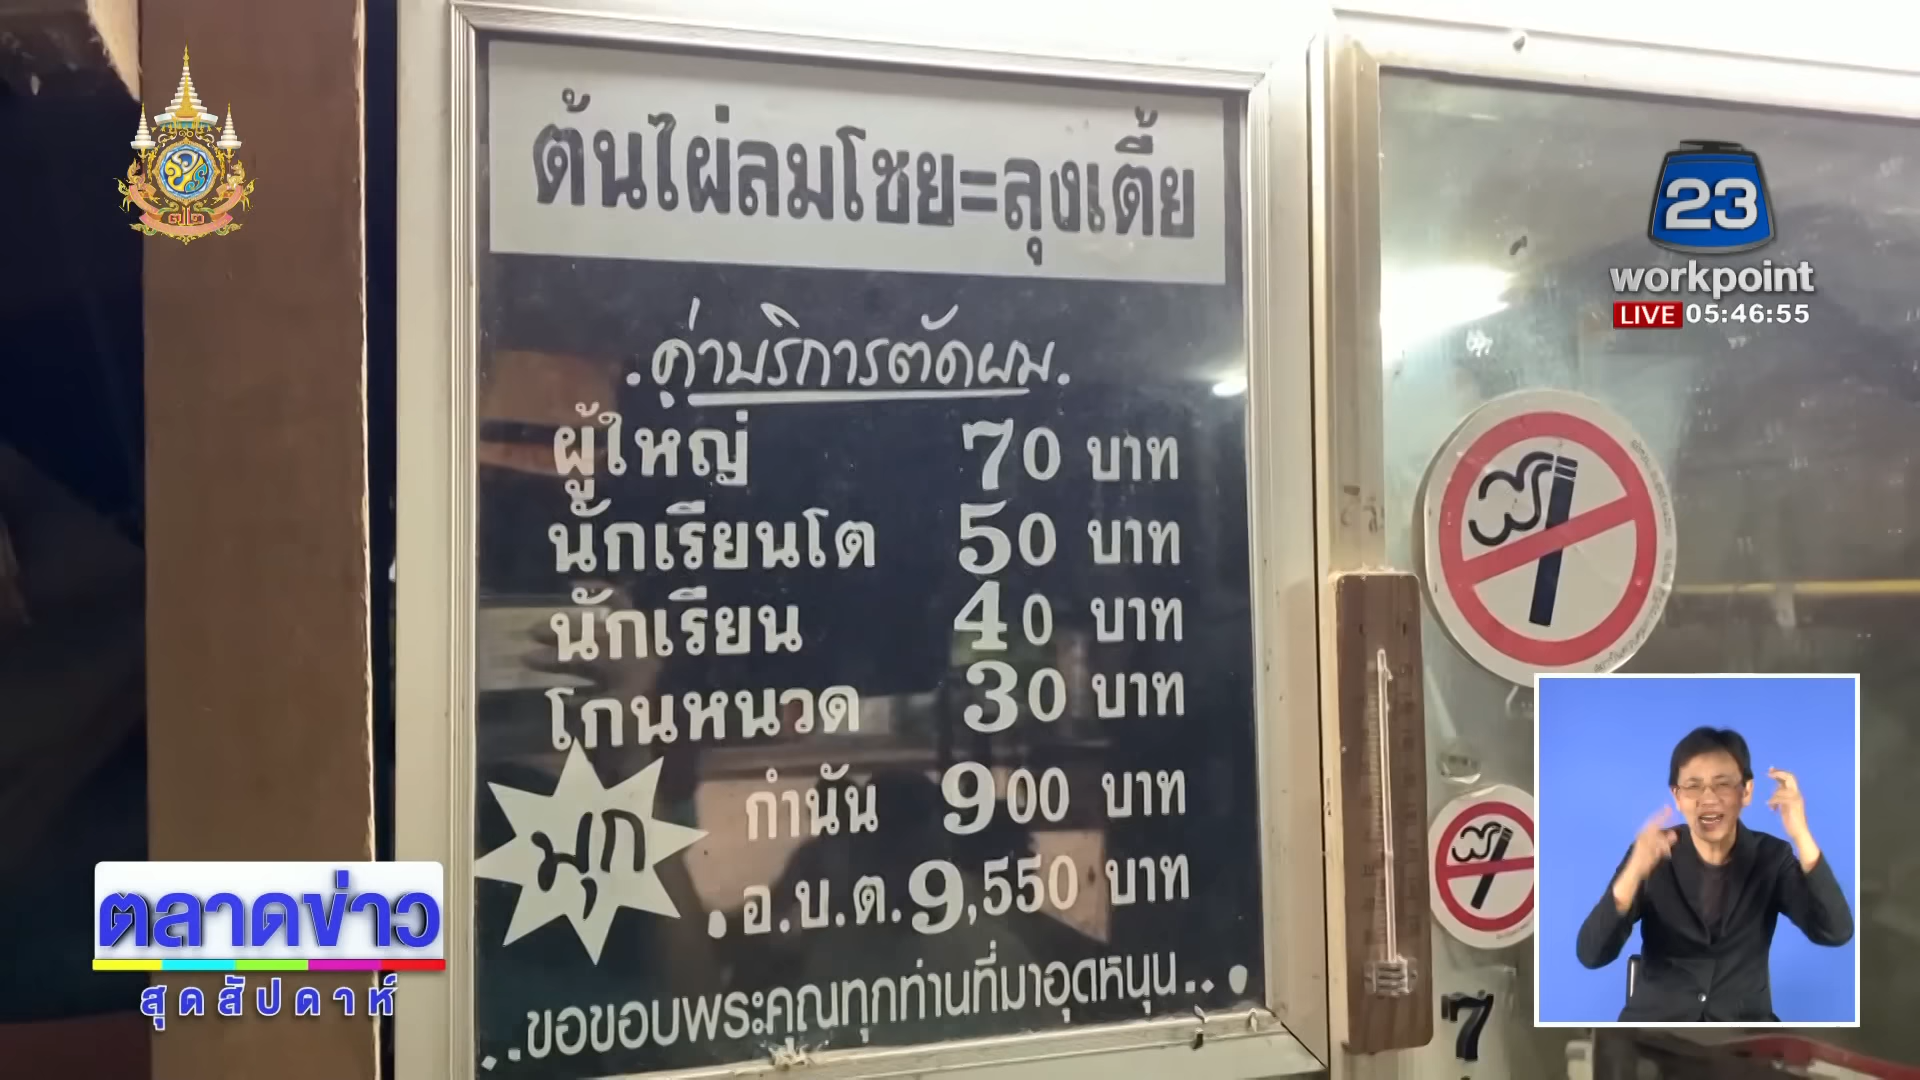 ต้นไผ่ลมโชย=ลุงเตี้ย
.ค่าบริการตัดผม.
ผู้ใหญ่ 70 บาท
นักเรียนโต 50 บาท
นักเรียน 40 บาท
โกนหนวด 30 บาท
มุก
กำนัน 900 บาท
.อ.บ.ต. 9,550 บาท
..ขอขอบพระคูณทุกท่านที่มาอุดหนุน...
23
workpoint
LIVE 05:46:55
7
ตลาดข่าว
สุดสัปดาห์